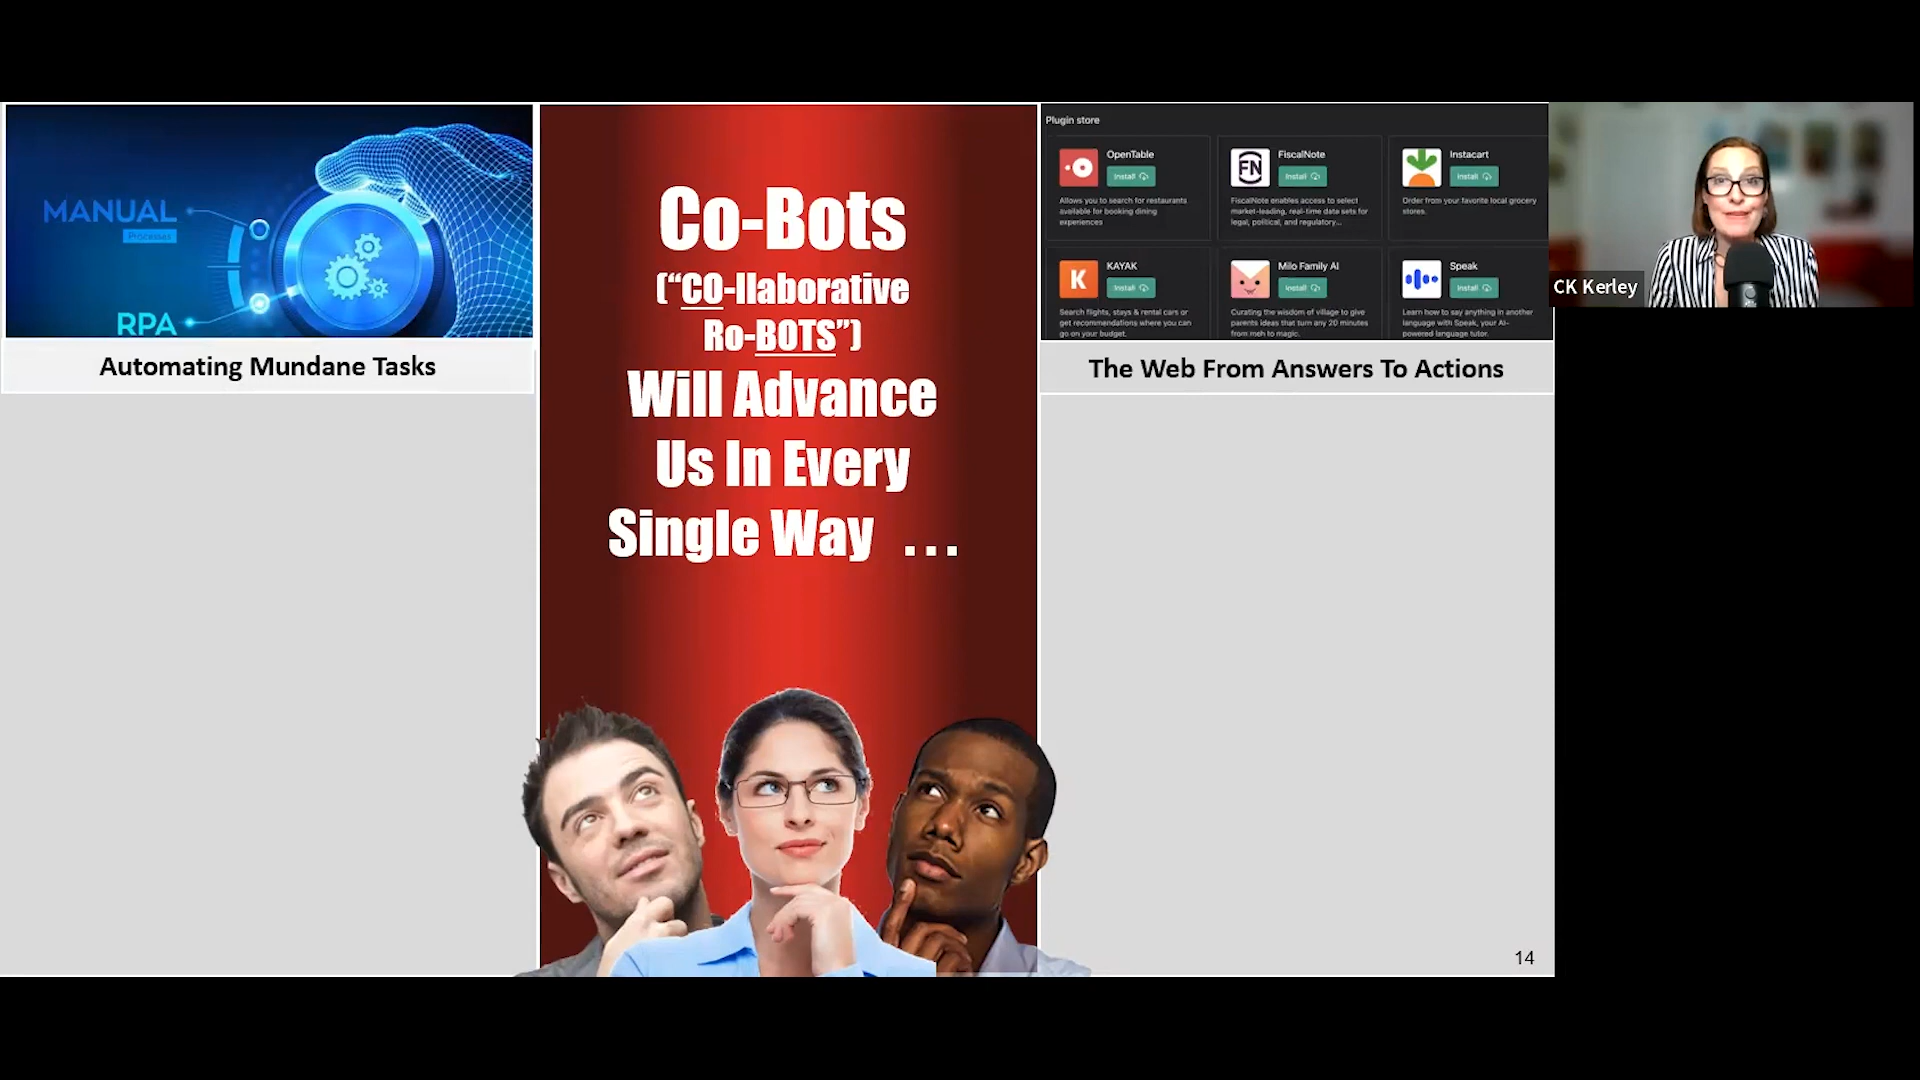 MANUAL
Processes
RPA
Automating Mundane Tasks
Co-Bots
(“CO-llaborative
Ro-BOTS”)
Will Advance
Us In Every
Single Way ...
Plugin store
OpenTable
Install
Allows you to search for restaurants
available for booking dining
experiences
FiscalNote
Install
FiscalNote enables access to select
market-leading, real-time data sets for
legal, political, and regulatory...
FN
Instacart
Install
Order from your favorite local grocery
stores.
K
KAYAK
Install
Search flights, stays & rental cars or
get recommendations where you can
go on your budget.
Milo Family AI
Install
Curating the wisdom of village to give
parents ideas that turn any 20 minutes
from meh to magic.
Speak
Install
Learn how to say anything in another
language with Speak, your AI-
powered language tutor.
The Web From Answers To Actions
14
CK Kerley